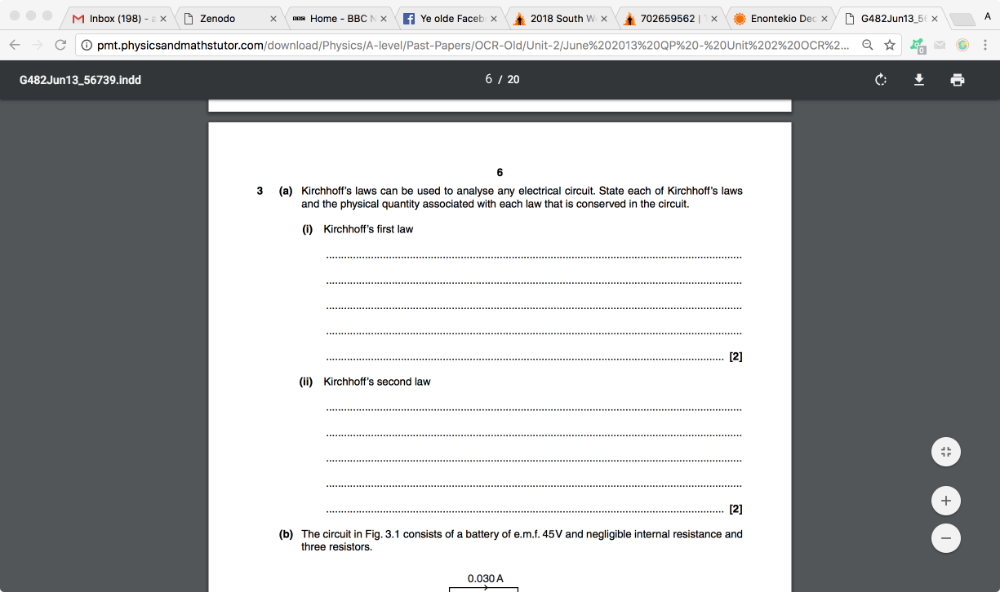 Inbox (198) - a
Zenodo
BBC Home - BBC N
Ye olde Faceb
2018 South W
702659562 |
Enontekio Dec
G482Jun13_56
A
pmt.physicsandmathstutor.com/download/Physics/A-level/Past-Papers/OCR-Old/Unit-2/June%202013%20QP%20-%20Unit%202%20OCR%2...
0
G482Jun13_56739.indd
6 / 20
6
3 (a) Kirchhoff's laws can be used to analyse any electrical circuit. State each of Kirchhoff's laws
and the physical quantity associated with each law that is conserved in the circuit.
(i) Kirchhoff's first law
[2]
(ii) Kirchhoff's second law
[2]
(b) The circuit in Fig. 3.1 consists of a battery of e.m.f. 45V and negligible internal resistance and
three resistors.
0.030 A